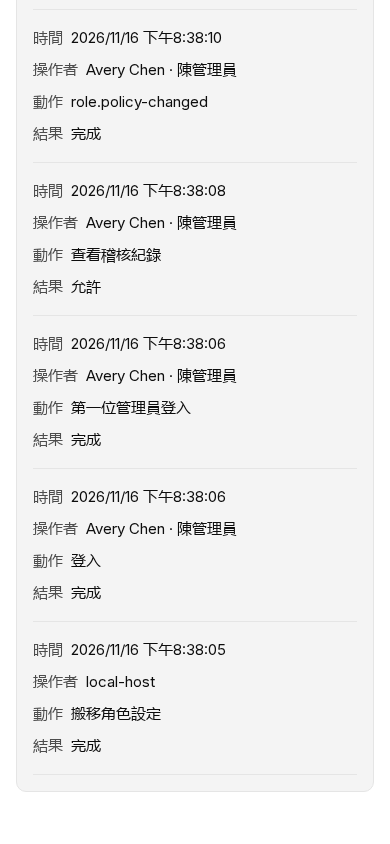 時間 2026/11/16 下午8:38:10
操作者 Avery Chen · 陳管理員
動作 role.policy-changed
結果 完成
時間 2026/11/16 下午8:38:08
操作者 Avery Chen · 陳管理員
動作 查看稽核紀錄
結果 允許
時間 2026/11/16 下午8:38:06
操作者 Avery Chen · 陳管理員
動作 第一位管理員登入
結果 完成
時間 2026/11/16 下午8:38:06
操作者 Avery Chen · 陳管理員
動作 登入
結果 完成
時間 2026/11/16 下午8:38:05
操作者 local-host
動作 搬移角色設定
結果 完成